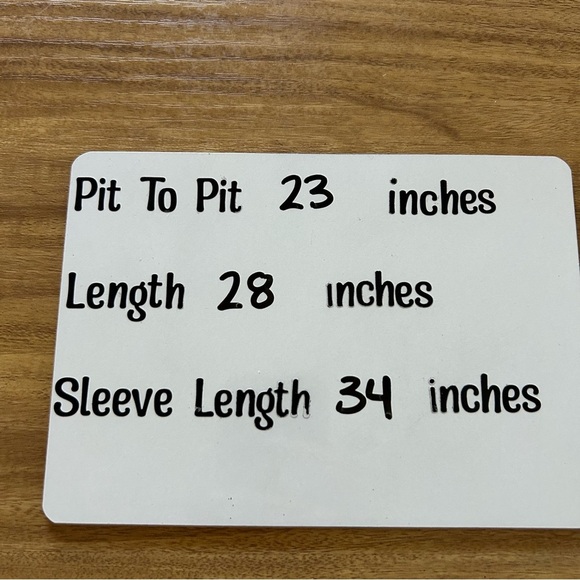 Pit To Pit 23 inches
Length 28 inches
Sleeve Length 34 inches